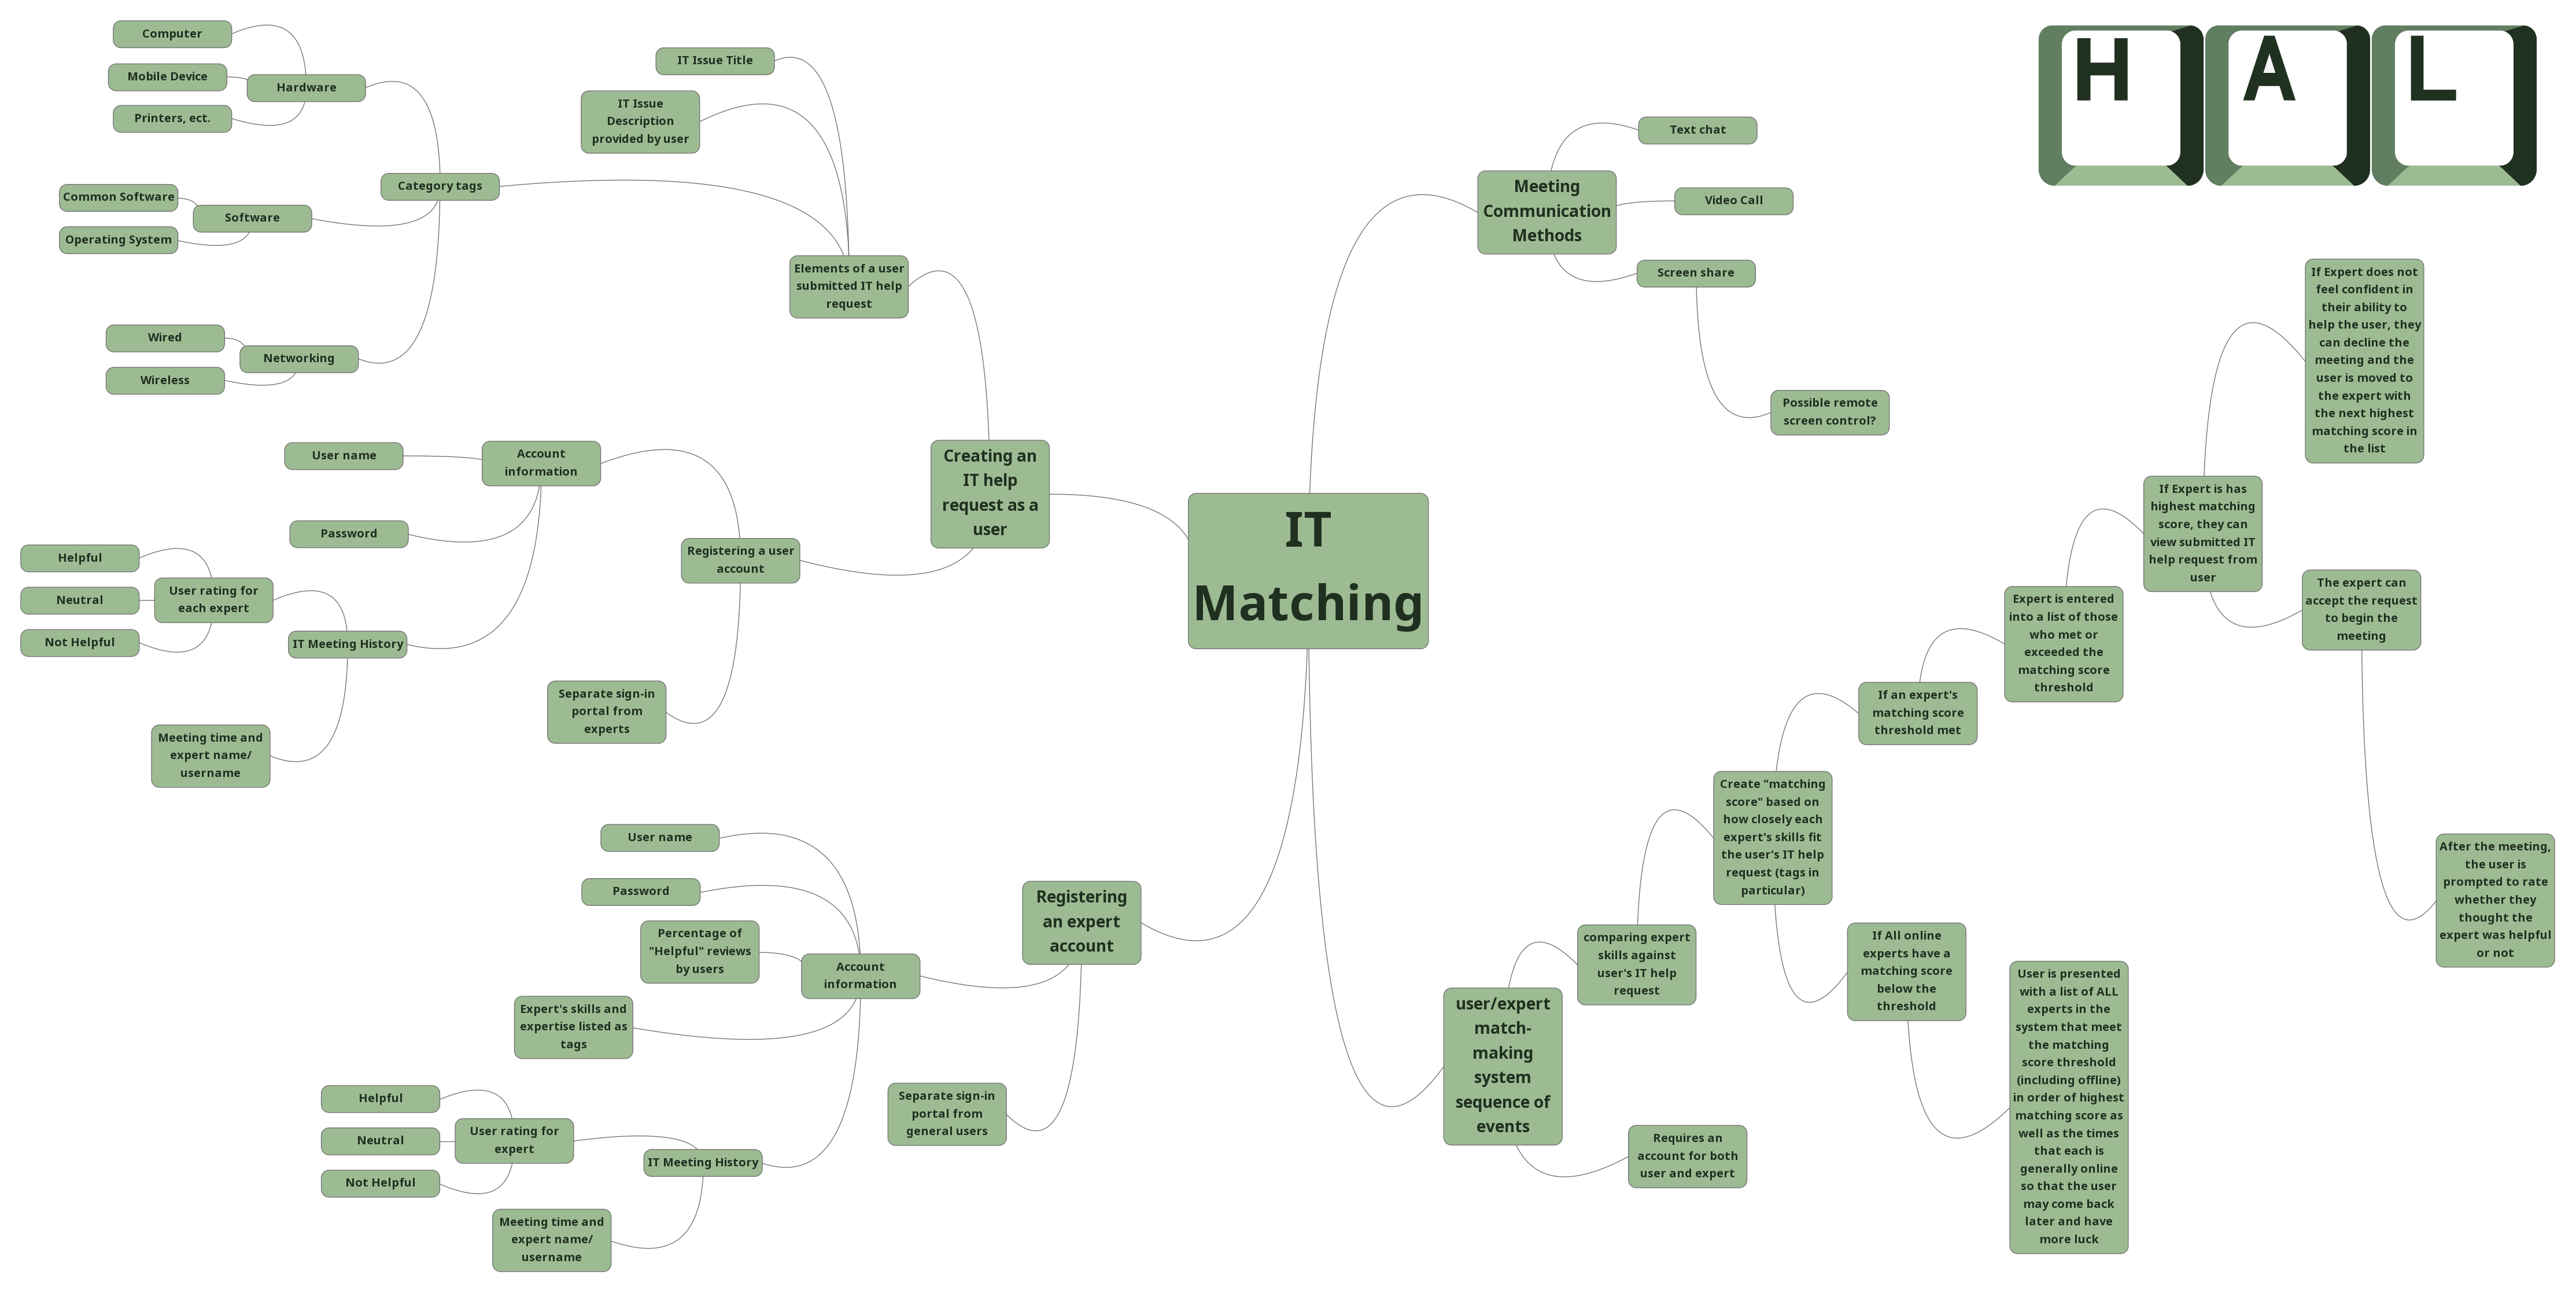 H A L
IT
Matching
Creating an
IT help
request as a
user
Elements of a user
submitted IT help
request
IT Issue Title
IT Issue
Description
provided by user
Category tags
Hardware
Computer
Mobile Device
Printers, ect.
Software
Common Software
Operating System
Networking
Wired
Wireless
Registering a user
account
Account
information
User name
Password
IT Meeting History
User rating for
each expert
Helpful
Neutral
Not Helpful
Meeting time and
expert name/
username
Separate sign-in
portal from
experts
Registering
an expert
account
Account
information
User name
Password
Percentage of
"Helpful" reviews
by users
Expert's skills and
expertise listed as
tags
IT Meeting History
User rating for
expert
Helpful
Neutral
Not Helpful
Meeting time and
expert name/
username
Separate sign-in
portal from
general users
Meeting
Communication
Methods
Text chat
Video Call
Screen share
Possible remote
screen control?
user/expert
match-
making
system
sequence of
events
comparing expert
skills against
user's IT help
request
Create "matching
score" based on
how closely each
expert's skills fit
the user's IT help
request (tags in
particular)
If an expert's
matching score
threshold met
Expert is entered
into a list of those
who met or
exceeded the
matching score
threshold
If Expert is has
highest matching
score, they can
view submitted IT
help request from
user
If Expert does not
feel confident in
their ability to
help the user, they
can decline the
meeting and the
user is moved to
the expert with
the next highest
matching score in
the list
The expert can
accept the request
to begin the
meeting
After the meeting,
the user is
prompted to rate
whether they
thought the
expert was helpful
or not
If All online
experts have a
matching score
below the
threshold
User is presented
with a list of ALL
experts in the
system that meet
the matching
score threshold
(including offline)
in order of highest
matching score as
well as the times
that each is
generally online
so that the user
may come back
later and have
more luck
Requires an
account for both
user and expert